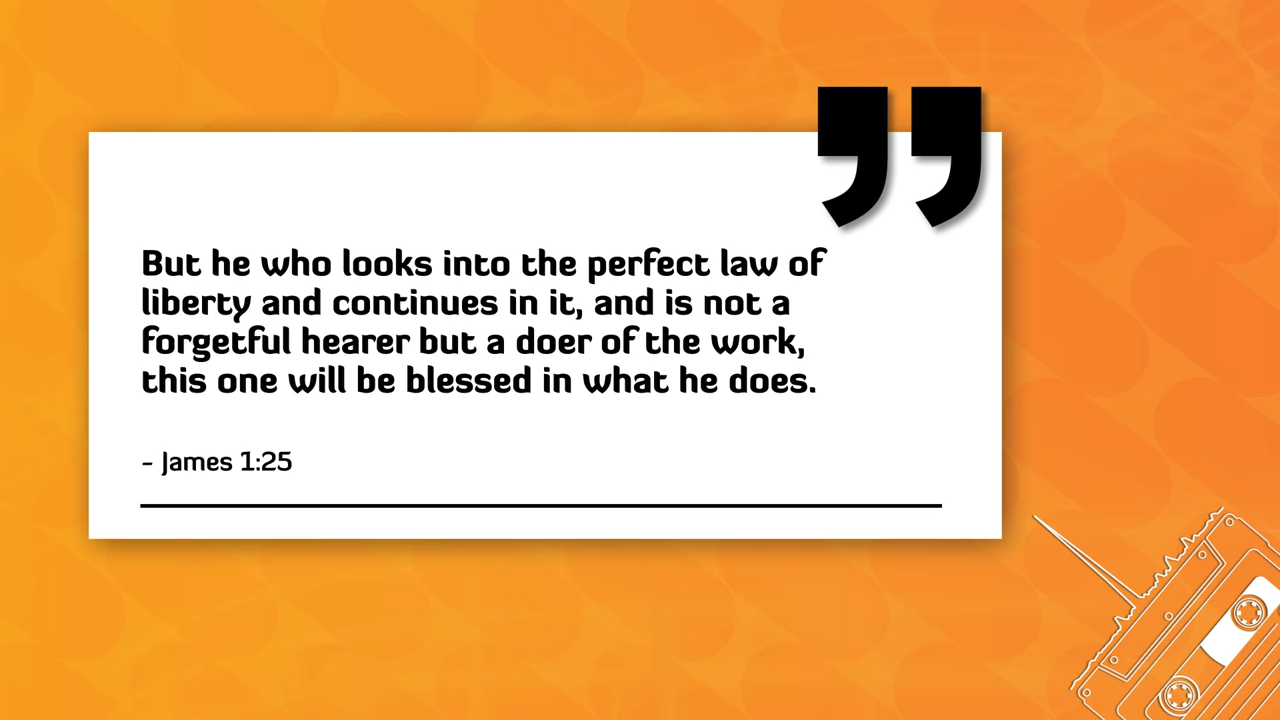 But he who looks into the perfect law of
liberty and continues in it, and is not a
forgetful hearer but a doer of the work,
this one will be blessed in what he does.
- James 1:25